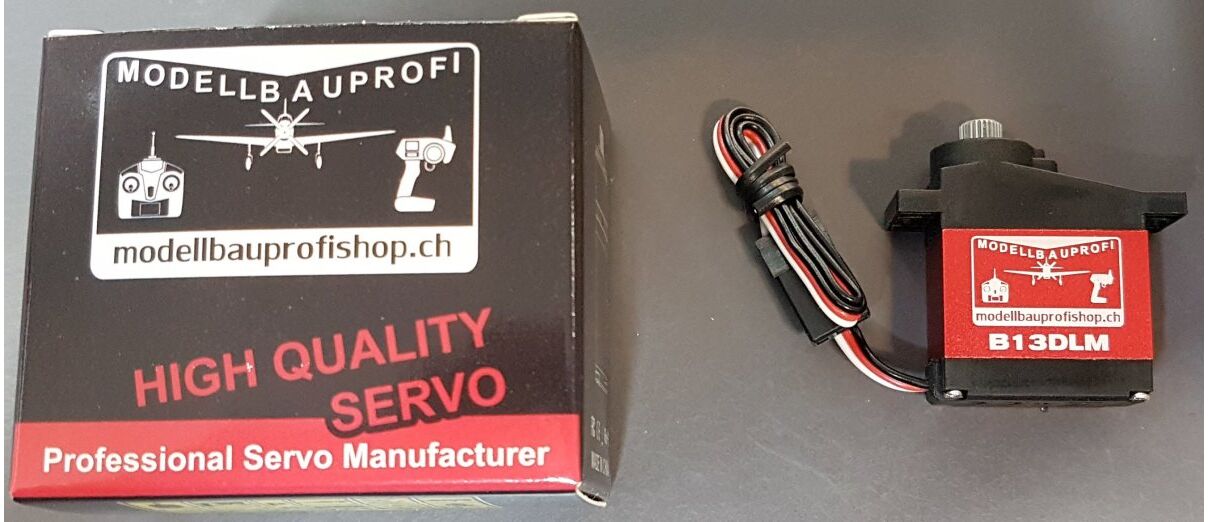 MODELLBAUPROFI
modellbauprofishop.ch
HIGH QUALITY
SERVO
Professional Servo Manufacturer
MODELLBAUPROFI
modellbauprofishop.ch
B13DLM